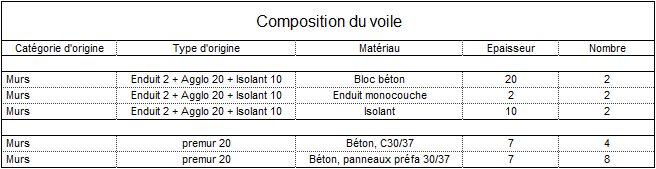 Composition du voile
Catégorie d'origine Type d'origine Matériau Epaisseur Nombre
Murs Enduit 2 + Agglo 20 + Isolant 10 Bloc béton 20 2
Murs Enduit 2 + Agglo 20 + Isolant 10 Enduit monocouche 2 2
Murs Enduit 2 + Agglo 20 + Isolant 10 Isolant 10 2
Murs premur 20 Béton, C30/37 7 4
Murs premur 20 Béton, panneaux préfa 30/37 7 8